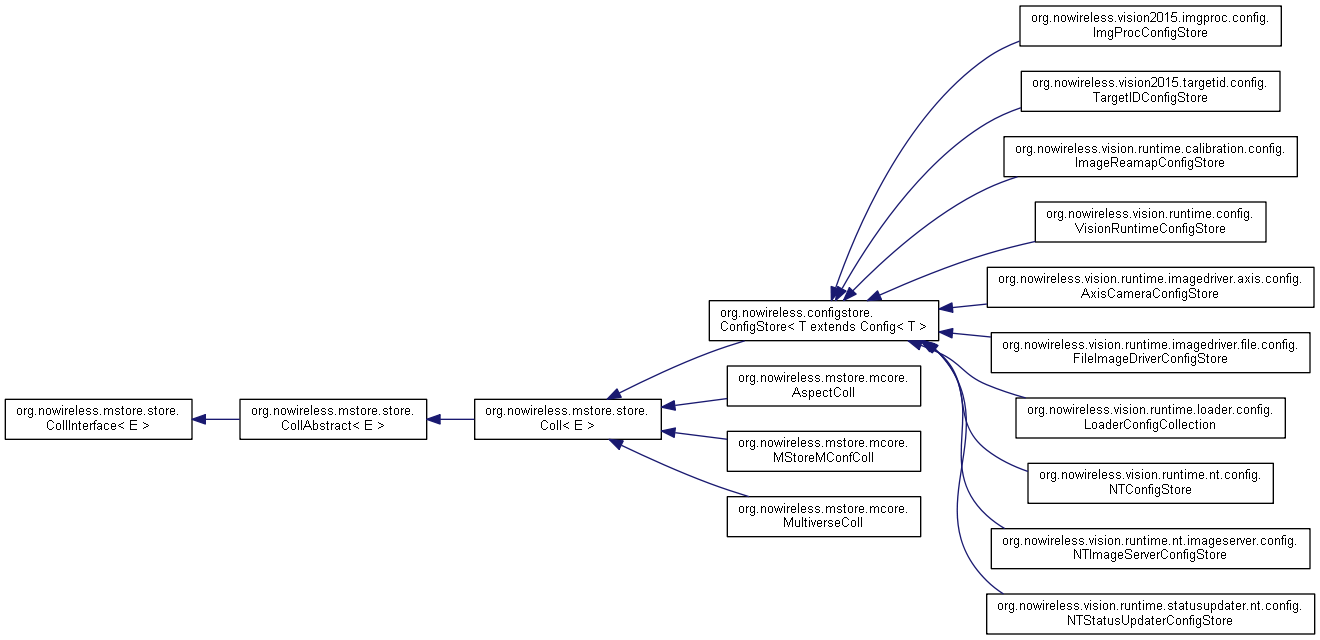 org.nowireless.vision2015.imgproc.config.
ImgProcConfigStore
org.nowireless.vision2015.targetid.config.
TargetIDConfigStore
org.nowireless.vision.runtime.calibration.config.
ImageReamapConfigStore
org.nowireless.vision.runtime.config.
VisionRuntimeConfigStore
org.nowireless.vision.runtime.imagedriver.axis.config.
AxisCameraConfigStore
org.nowireless.configstore.
ConfigStore< T extends Config< T >
org.nowireless.vision.runtime.imagedriver.file.config.
FileImageDriverConfigStore
org.nowireless.mstore.mcore.
AspectColl
org.nowireless.mstore.store.
CollInterface< E >
org.nowireless.mstore.store.
CollAbstract< E >
org.nowireless.mstore.store.
Coll< E >
org.nowireless.vision.runtime.loader.config.
LoaderConfigCollection
org.nowireless.mstore.mcore.
MStoreMConfColl
org.nowireless.vision.runtime.nt.config.
NTConfigStore
org.nowireless.mstore.mcore.
MultiverseColl
org.nowireless.vision.runtime.nt.imageserver.config.
NTImageServerConfigStore
org.nowireless.vision.runtime.statusupdater.nt.config.
NTStatusUpdaterConfigStore